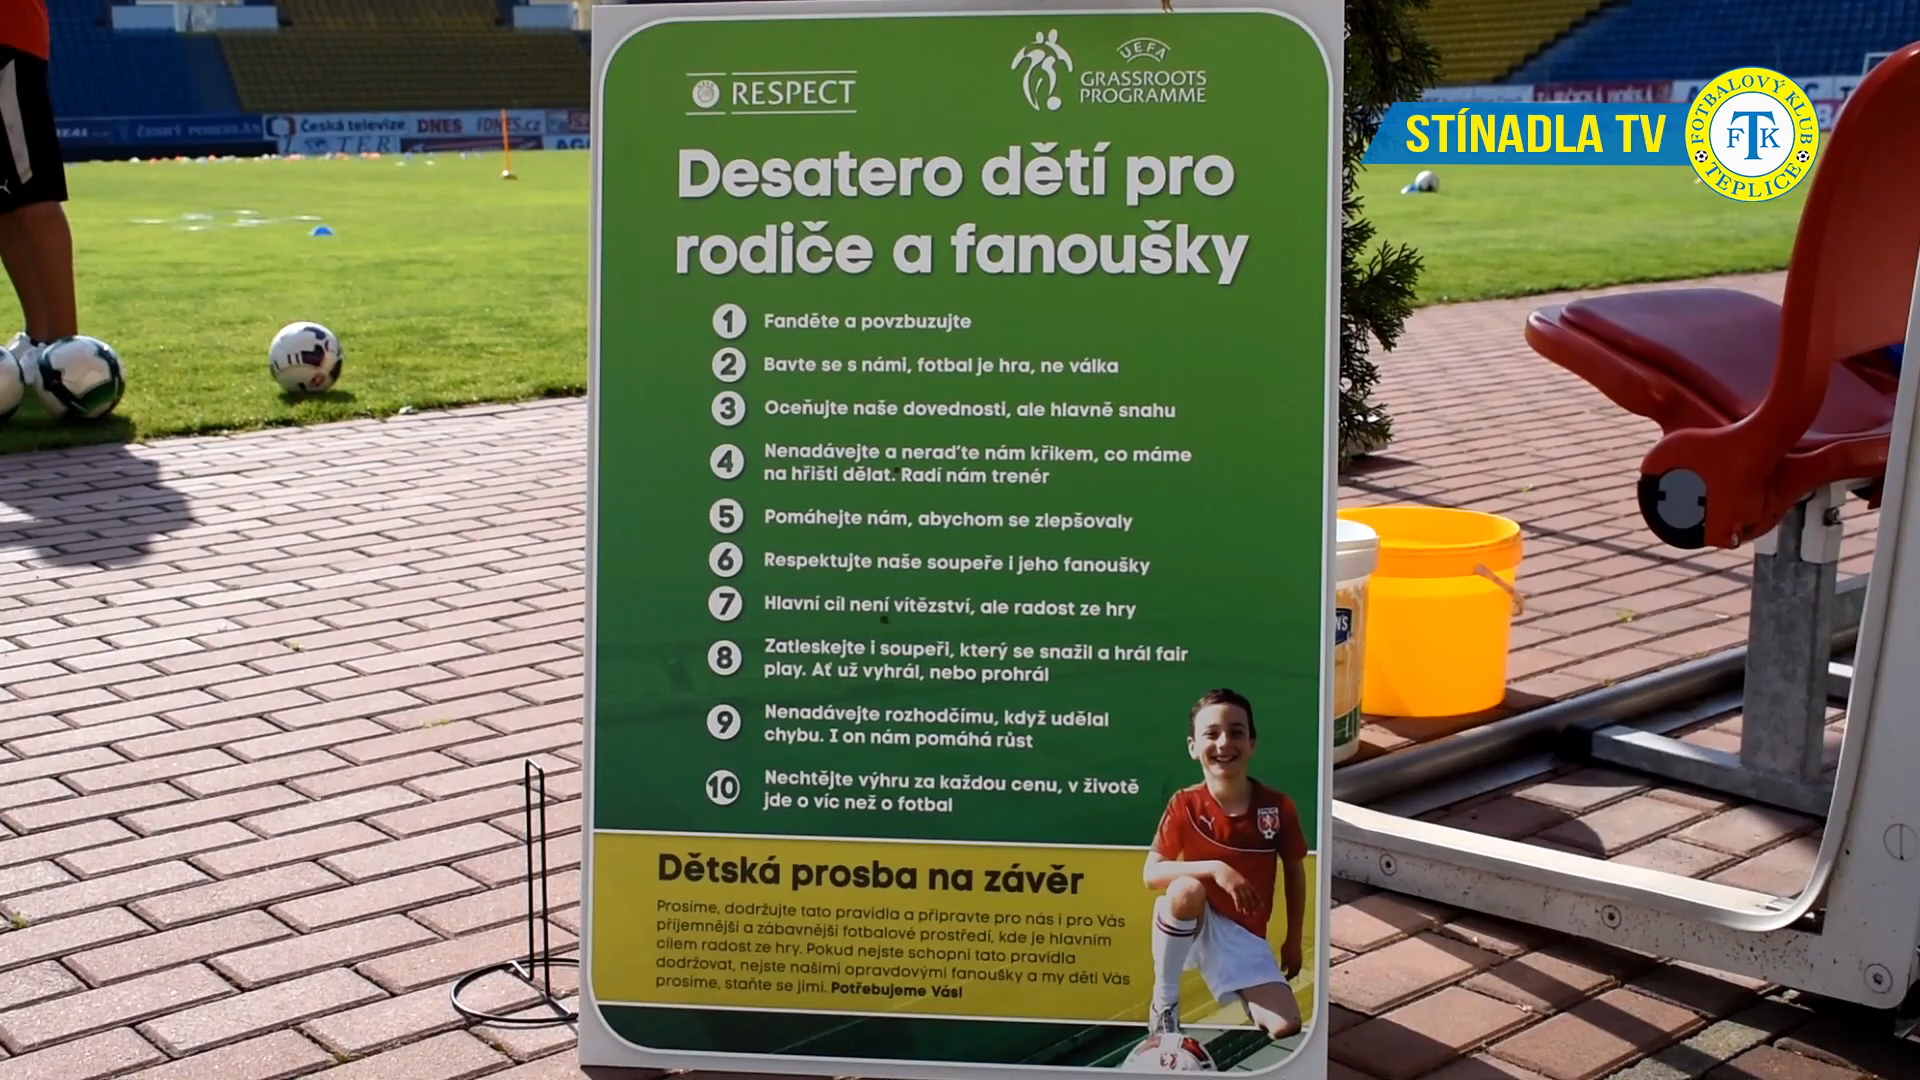 RESPECT
UEFA
GRASSROOTS
PROGRAMME
Desatero dětí pro
rodiče a fanoušky
1 Fanděte a povzbuzujte
2 Bavte se s námi, fotbal je hra, ne válka
3 Oceňujte naše dovednosti, ale hlavně snahu
4 Nenadávejte a neraďte nám křikem, co máme
na hřišti dělat. Radí nám trenér
5 Pomáhejte nám, abychom se zlepšovaly
6 Respektujte naše soupeře i jeho fanoušky
7 Hlavní cíl není vítězství, ale radost ze hry
8 Zatleskejte i soupeři, který se snažil a hrál fair
play. Ať už vyhrál, nebo prohrál
9 Nenadávejte rozhodčímu, když udělal
chybu. I on nám pomáhá růst
10 Nechtějte výhru za každou cenu, v životě
jde o víc než o fotbal
Dětská prosba na závěr
Prosíme, dodržujte tato pravidla a připravte pro nás i pro Vás
příjemnější a zábavnější fotbalové prostředí, kde je hlavním
cílem radost ze hry. Pokud nejste schopni tato pravidla
dodržovat, nejste našimi opravdovými fanoušky a my děti Vás
prosíme, staňte se jimi. Potřebujeme Vás!
STÍNADLA TV
FOTBALOVÝ KLUB
FTK
TEPLICE
ČESKÝ PORCELÁN
Česká televize
DNES
iDNES.cz